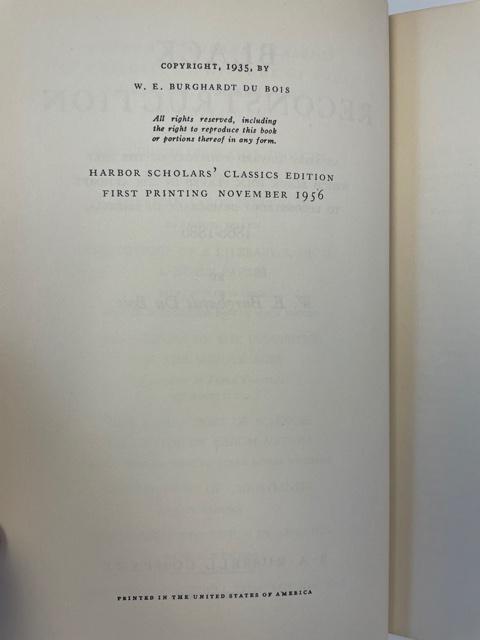 COPYRIGHT, 1935, BY
W. E. BURGHARDT DU BOIS
All rights reserved, including
the right to reproduce this book
or portions thereof in any form.
HARBOR SCHOLARS' CLASSICS EDITION
FIRST PRINTING NOVEMBER 1956
PRINTED IN THE UNITED STATES OF AMERICA